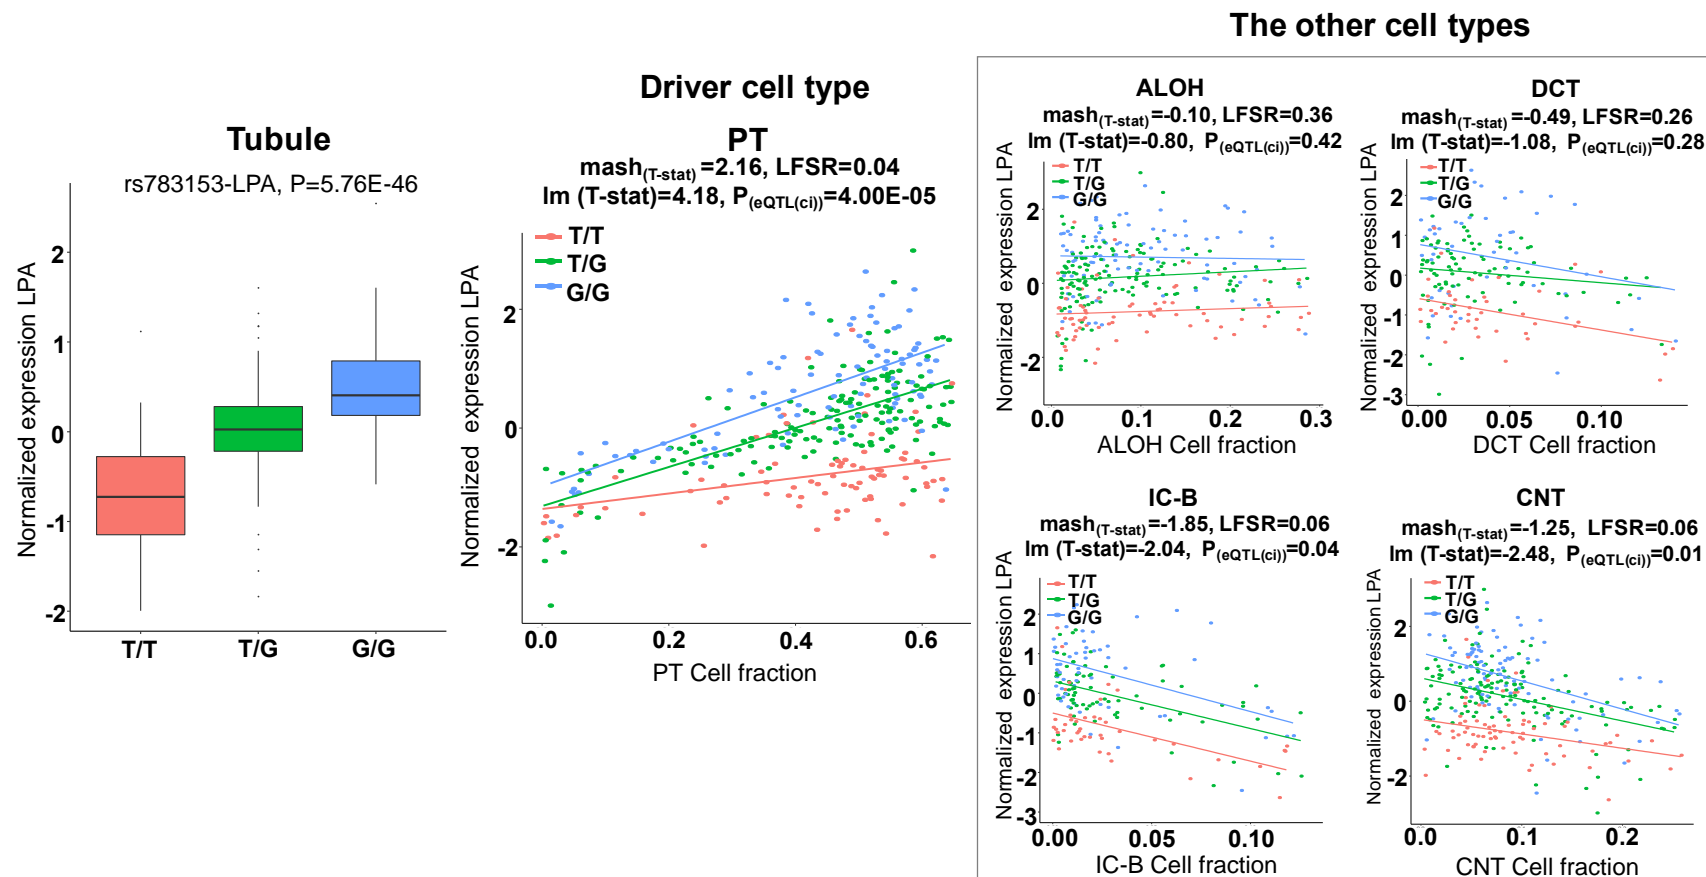 The other cell types
Driver cell type
Tubule
rs783153-LPA, P=5.76E-46
Normalized expression LPA
2
1
0
-1
-2
T/T
T/G
G/G
PT
mash(T-stat)=2.16, LFSR=0.04
lm (T-stat)=4.18, P(eQTL(ci))=4.00E-05
T/T
T/G
G/G
Normalized expression LPA
2
0
-2
0.0
0.2
0.4
0.6
PT Cell fraction
ALOH
mash(T-stat)=-0.10, LFSR=0.36
lm (T-stat)=-0.80, P(eQTL(ci))=0.42
T/T
T/G
G/G
Normalized expression LPA
2
0
-2
0.0
0.1
0.2
0.3
ALOH Cell fraction
DCT
mash(T-stat)=-0.49, LFSR=0.26
lm (T-stat)=-1.08, P(eQTL(ci))=0.28
T/T
T/G
G/G
Normalized expression LPA
2
1
0
-1
-2
-3
0.00
0.05
0.10
DCT Cell fraction
IC-B
mash(T-stat)=-1.85, LFSR=0.06
lm (T-stat)=-2.04, P(eQTL(ci))=0.04
T/T
T/G
G/G
Normalized expression LPA
2
1
0
-1
-2
-3
0.00
0.05
0.10
IC-B Cell fraction
CNT
mash(T-stat)=-1.25, LFSR=0.06
lm (T-stat)=-2.48, P(eQTL(ci))=0.01
T/T
T/G
G/G
Normalized expression LPA
2
0
-2
0.0
0.1
0.2
CNT Cell fraction